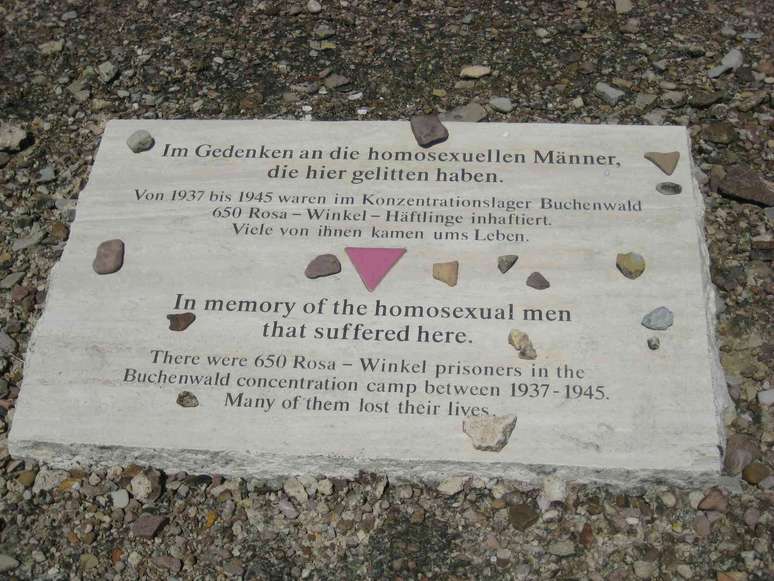 Im Gedenken an die homosexuellen Männer,
die hier gelitten haben.
Von 1937 bis 1945 waren im Konzentrationslager Buchenwald
650 Rosa – Winkel – Häftlinge inhaftiert.
Viele von ihnen kamen ums Leben.
In memory of the homosexual men
that suffered here.
There were 650 Rosa – Winkel prisoners in the
Buchenwald concentration camp between 1937-1945.
Many of them lost their lives.